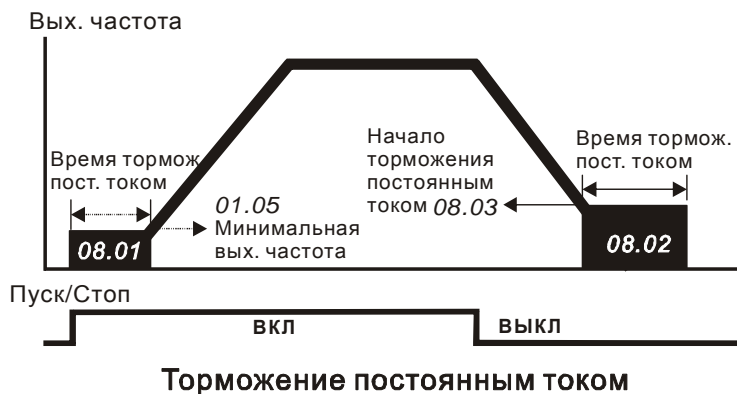 Вых. частота
Время тормож.
пост. током
08.01
01.05
Минимальная
вых. частота
Начало
торможения
постоянным
током 08.03
Время тормож.
пост. током
08.02
Пуск/Стоп
ВКЛ
ВЫКЛ
Торможение постоянным током